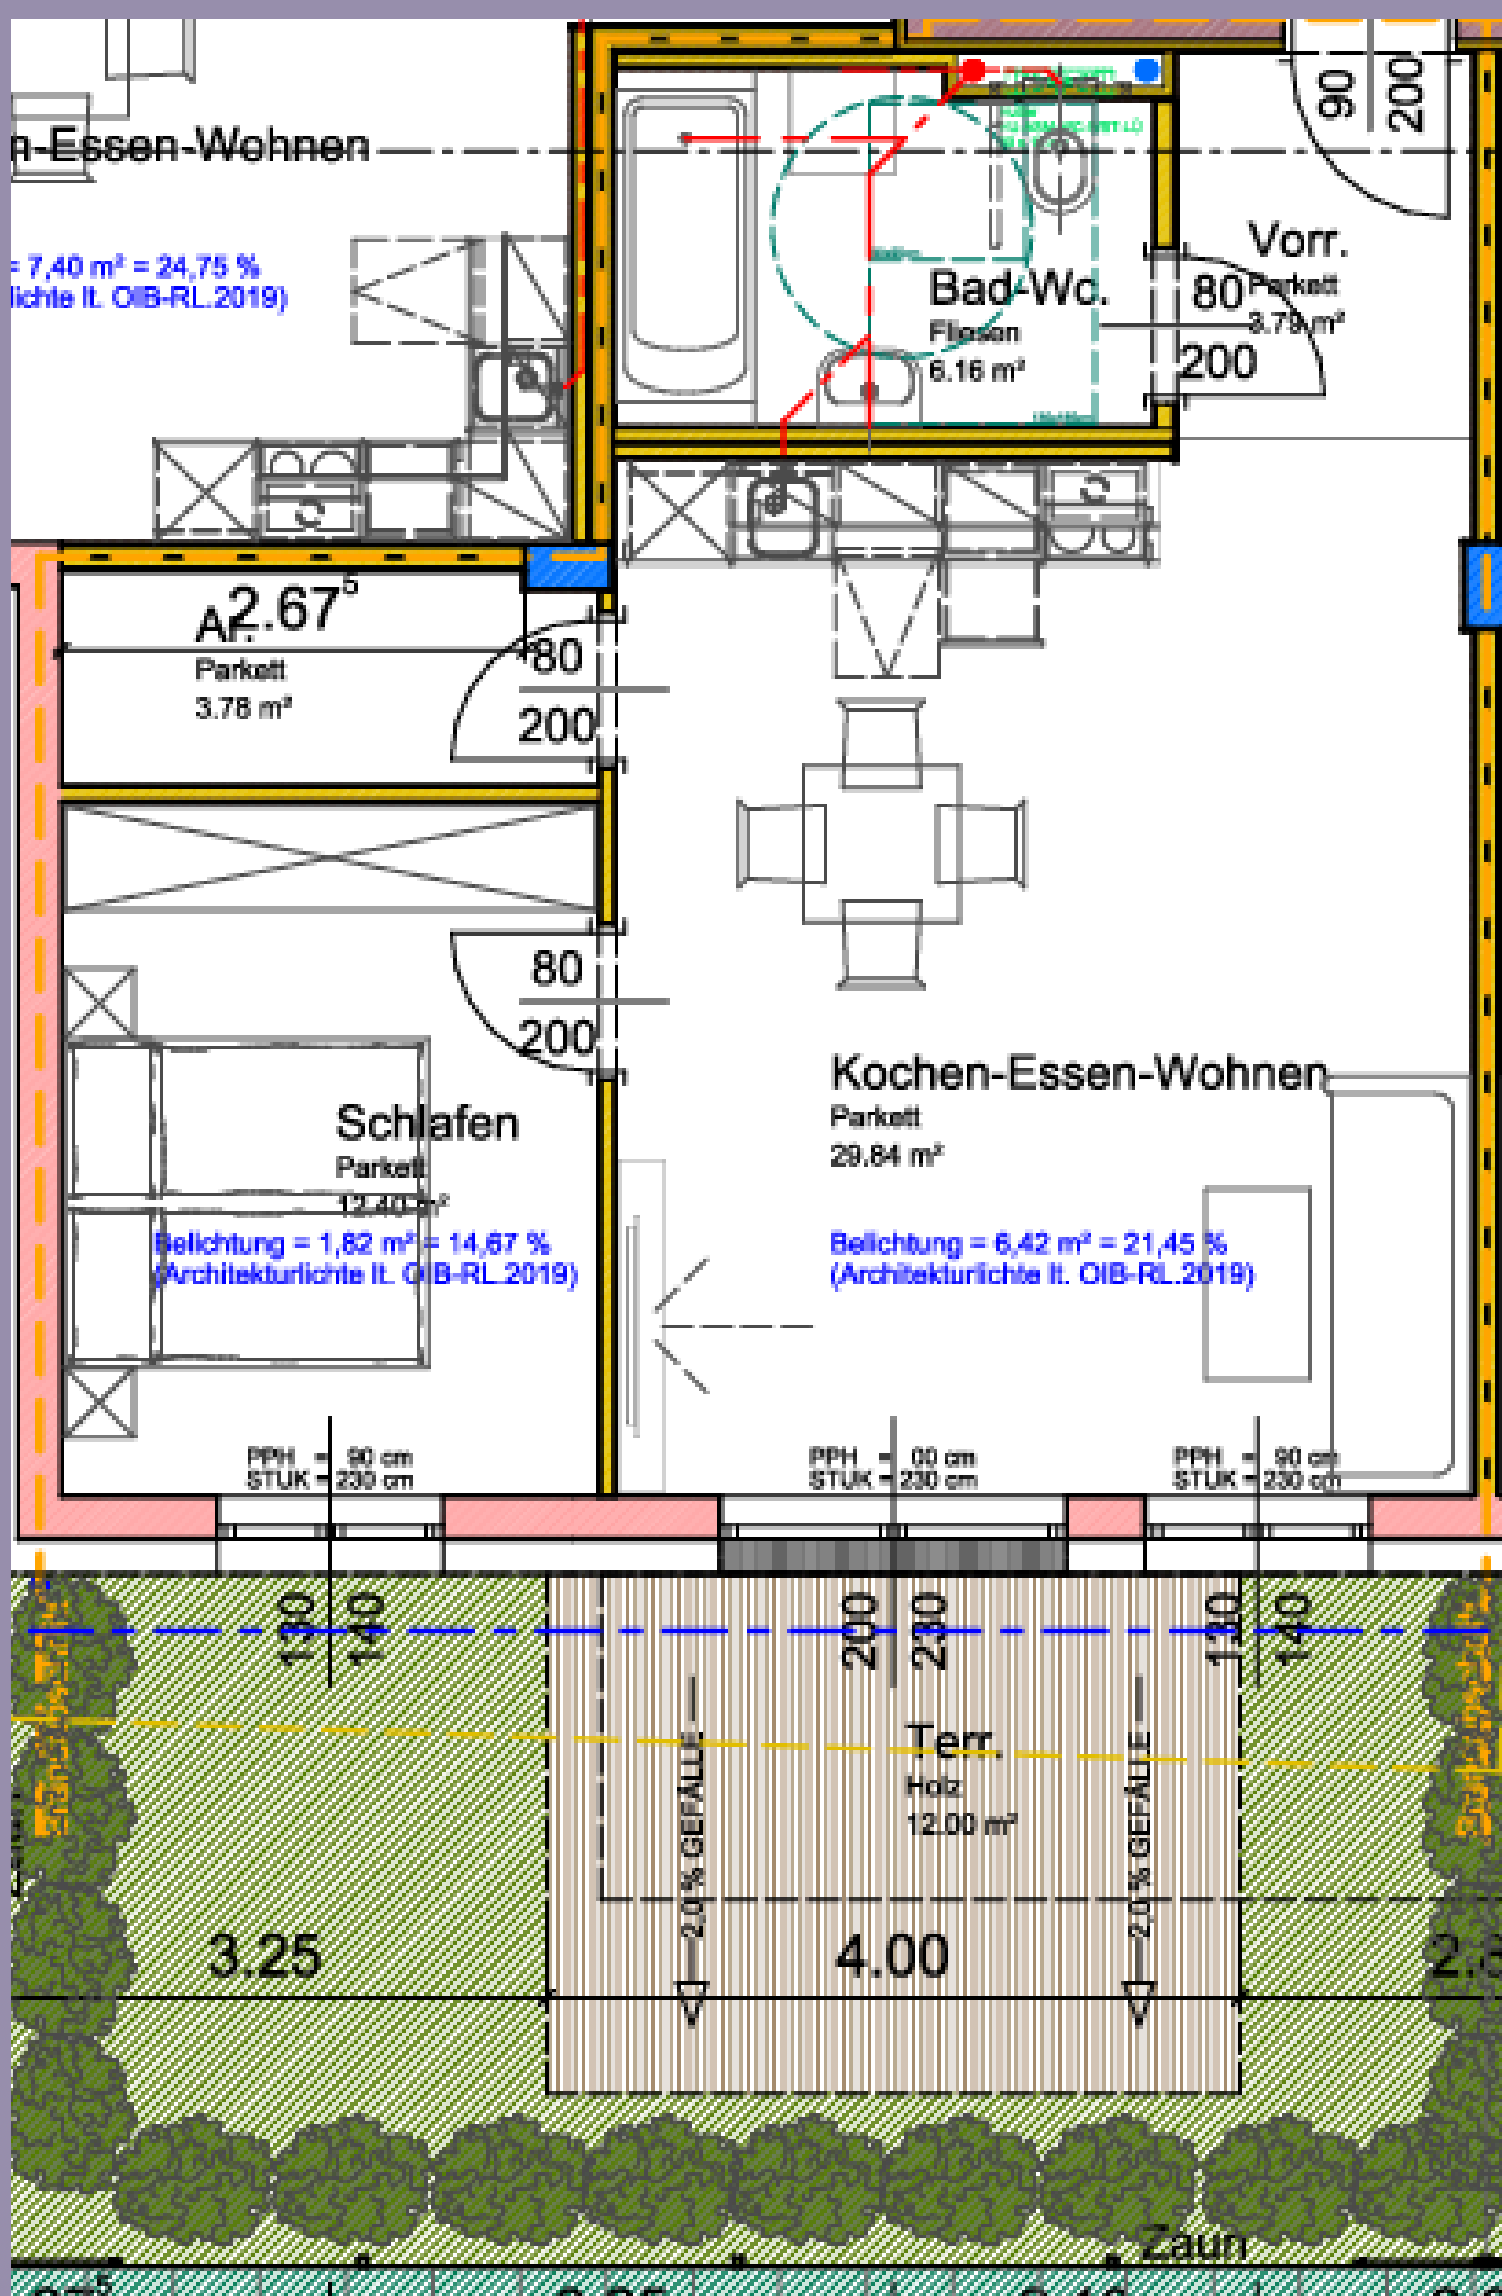 90
200
n-Essen-Wohnen
= 7,40 m² = 24,75 %
lichte lt. OIB-RL.2019)
Vorr.
Parkett
3.79 m²
Bad-Wc.
Fliesen
6.16 m²
80
200
2.67⁵
Ar.
Parkett
3.78 m²
80
200
80
200
Kochen-Essen-Wohnen
Parkett
29.84 m²
Belichtung = 6,42 m² = 21,45 %
(Architekturlichte lt. OIB-RL.2019)
Schlafen
Parkett
12.40 m²
Belichtung = 1,82 m² = 14,67 %
(Architekturlichte lt. OIB-RL.2019)
PPH = 90 cm
STUK = 230 cm
PPH = 00 cm
STUK = 230 cm
PPH = 90 cm
STUK = 230 cm
130
140
200
230
130
140
Terr.
Holz
12.00 m²
2,0 % GEFÄLLE
2,0 % GEFÄLLE
3.25
4.00
Zaun